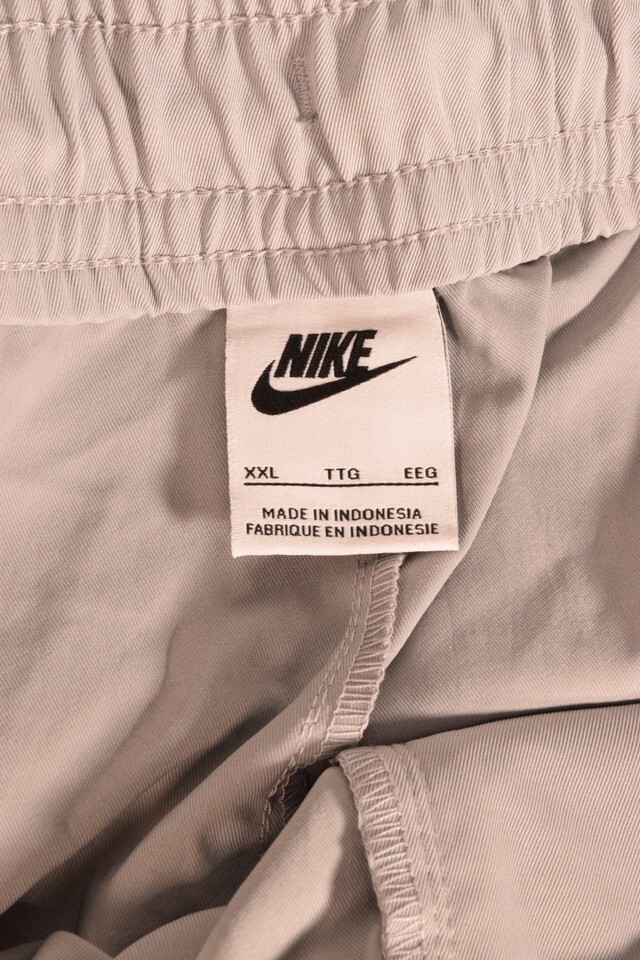 NIKE
XXL TTG EEG
MADE IN INDONESIA
FABRIQUE EN INDONESIE